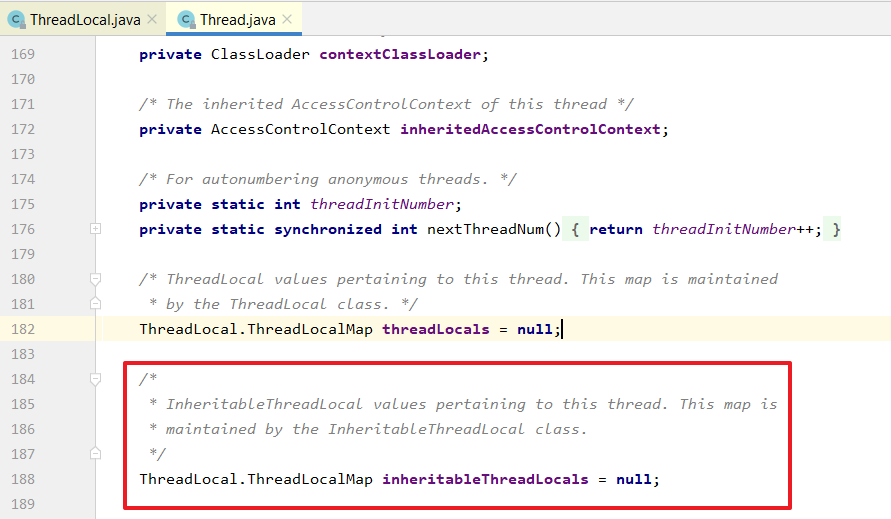 ThreadLocal.java Thread.java
169 private ClassLoader contextClassLoader;
170
171 /* The inherited AccessControlContext of this thread */
172 private AccessControlContext inheritedAccessControlContext;
173
174 /* For autonumbering anonymous threads. */
175 private static int threadInitNumber;
176 private static synchronized int nextThreadNum() { return threadInitNumber++; }
179
180 /* ThreadLocal values pertaining to this thread. This map is maintained
181 * by the ThreadLocal class. */
182 ThreadLocal.ThreadLocalMap threadLocals = null;
183
184 /*
185 * InheritableThreadLocal values pertaining to this thread. This map is
186 * maintained by the InheritableThreadLocal class.
187 */
188 ThreadLocal.ThreadLocalMap inheritableThreadLocals = null;
189